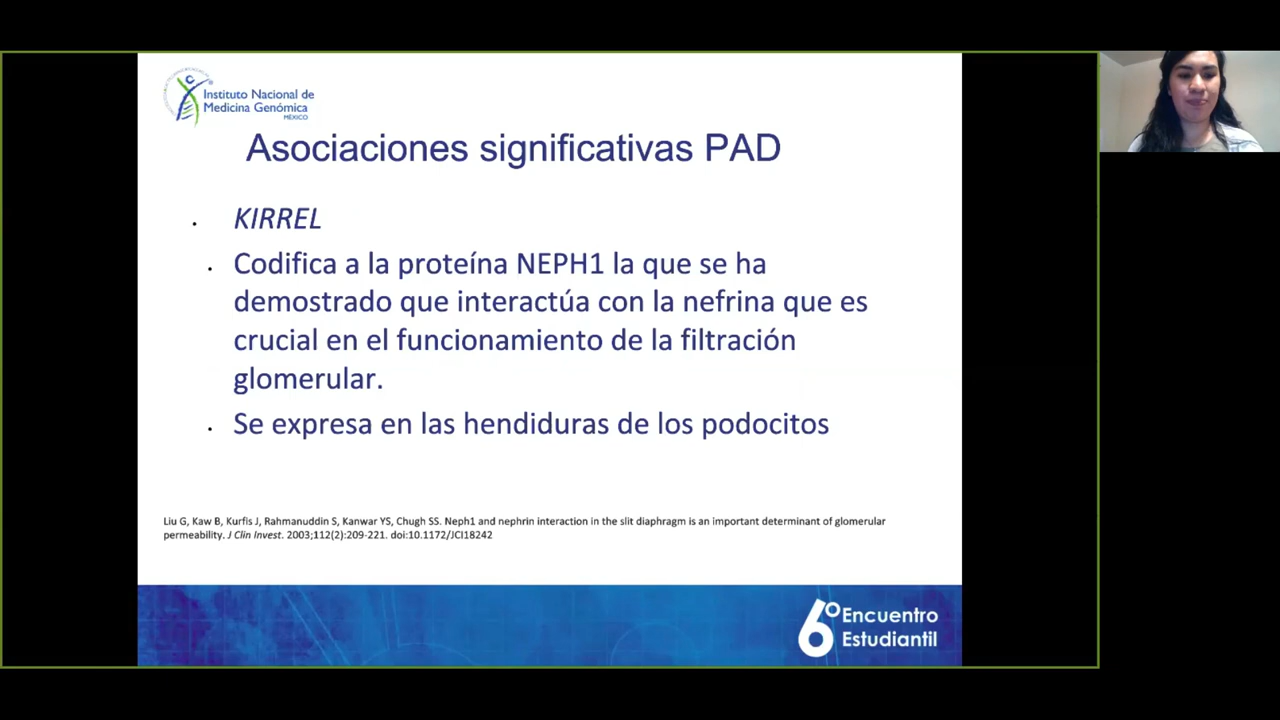 Instituto Nacional de
Medicina Genómica
MÉXICO
Asociaciones significativas PAD
• KIRREL
• Codifica a la proteína NEPH1 la que se ha
demostrado que interactúa con la nefrina que es
crucial en el funcionamiento de la filtración
glomerular.
• Se expresa en las hendiduras de los podocitos
Liu G, Kaw B, Kurfis J, Rahmanuddin S, Kanwar YS, Chugh SS. Neph1 and nephrin interaction in the slit diaphragm is an important determinant of glomerular
permeability. J Clin Invest. 2003;112(2):209-221. doi:10.1172/JCI18242
6º Encuentro
Estudiantil